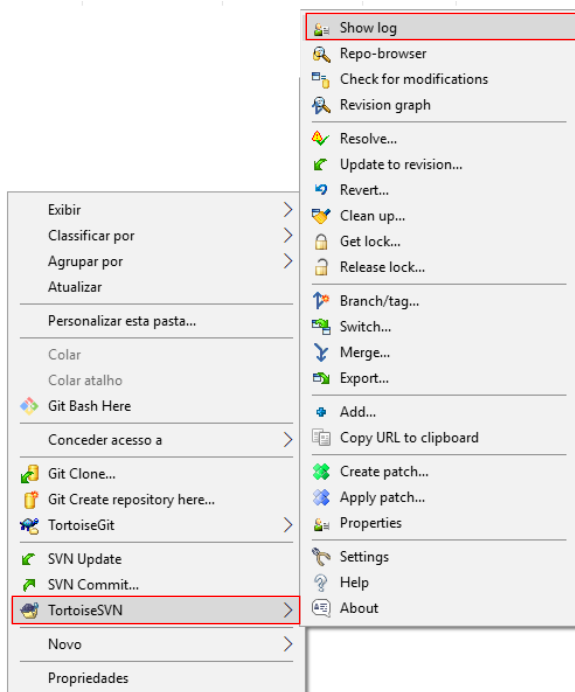 Exibir
Classificar por
Agrupar por
Atualizar
Personalizar esta pasta...
Colar
Colar atalho
Git Bash Here
Conceder acesso a
Git Clone...
Git Create repository here...
TortoiseGit
SVN Update
SVN Commit...
TortoiseSVN
Novo
Propriedades
Show log
Repo-browser
Check for modifications
Revision graph
Resolve...
Update to revision...
Revert...
Clean up...
Get lock...
Release lock...
Branch/tag...
Switch...
Merge...
Export...
Add...
Copy URL to clipboard
Create patch...
Apply patch...
Properties
Settings
Help
About